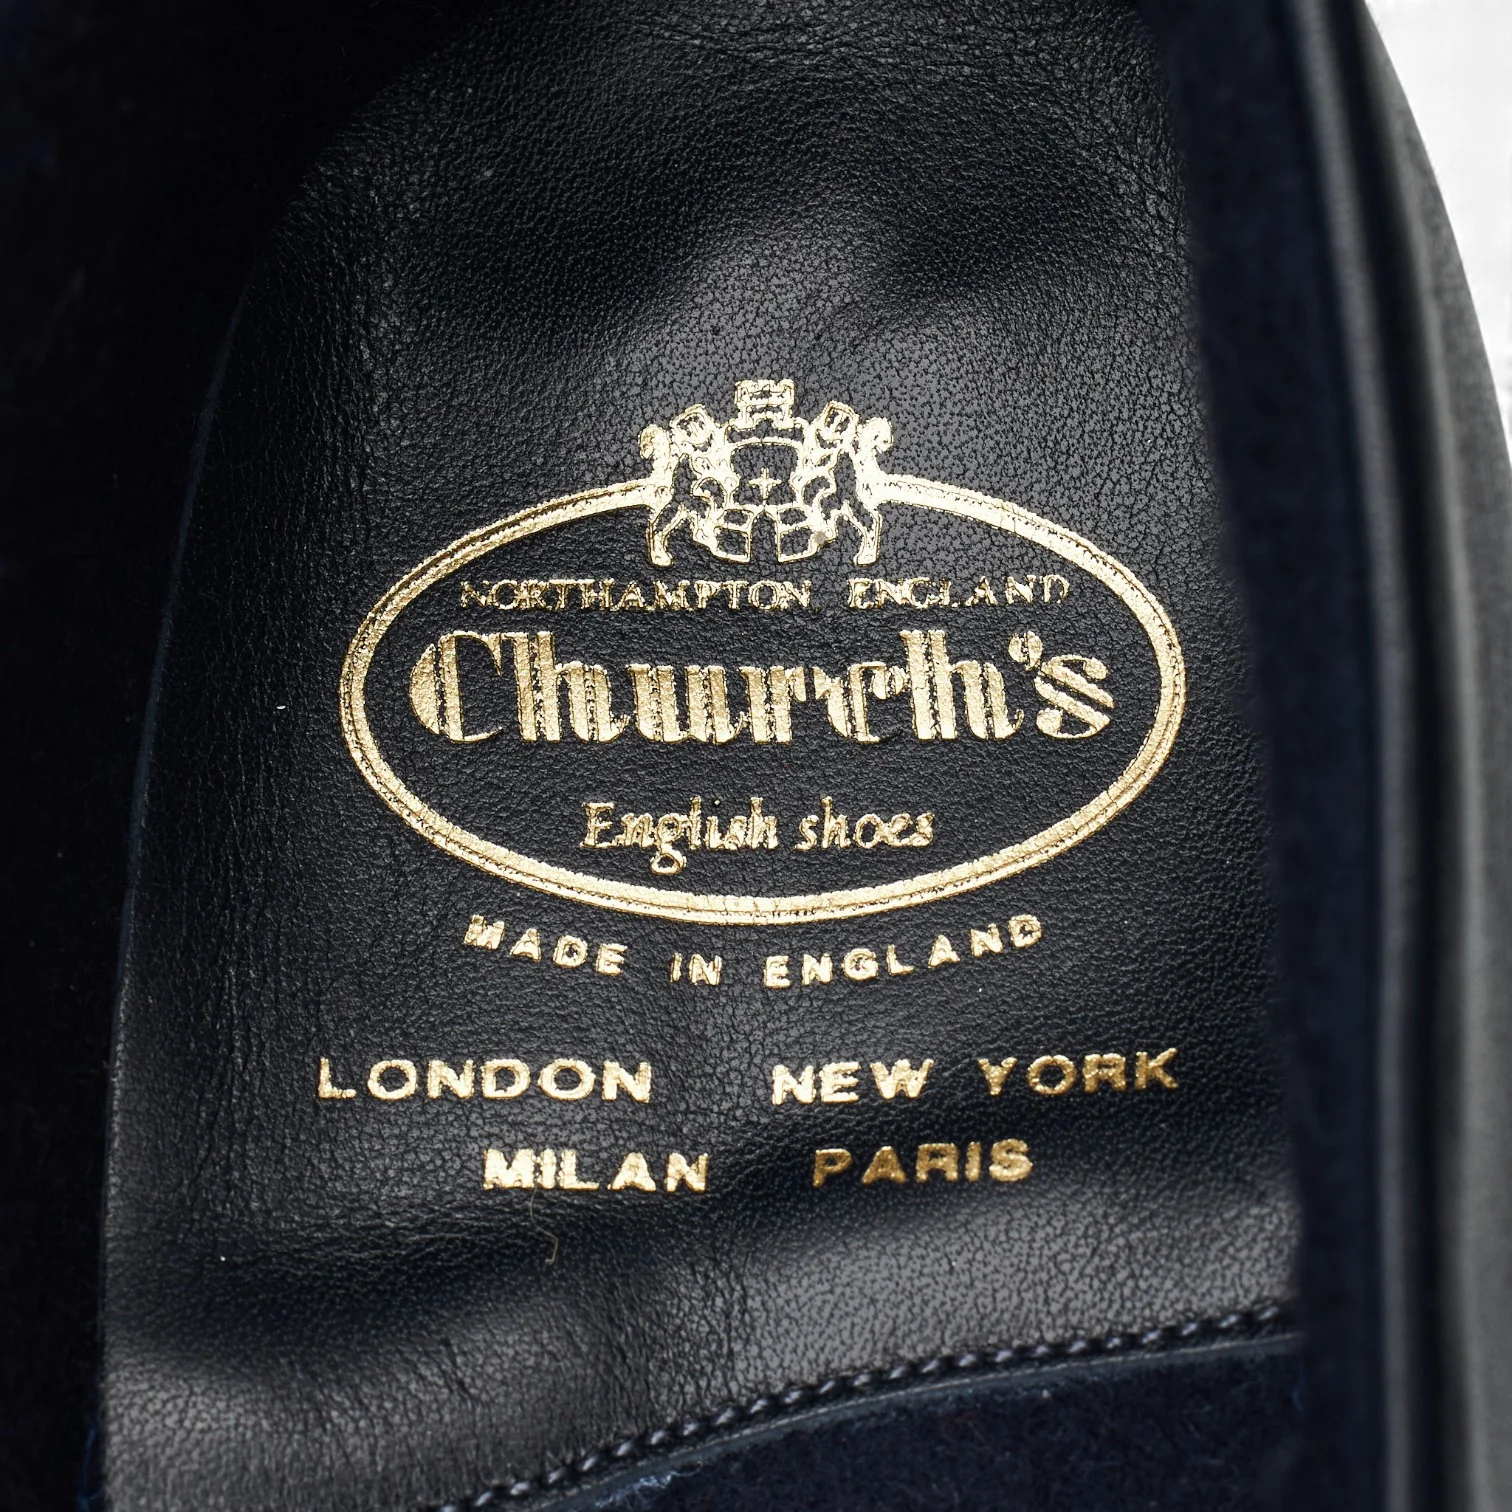 NORTHAMPTON ENGLAND
Church's
English shoes
MADE IN ENGLAND
LONDON NEW YORK
MILAN PARIS